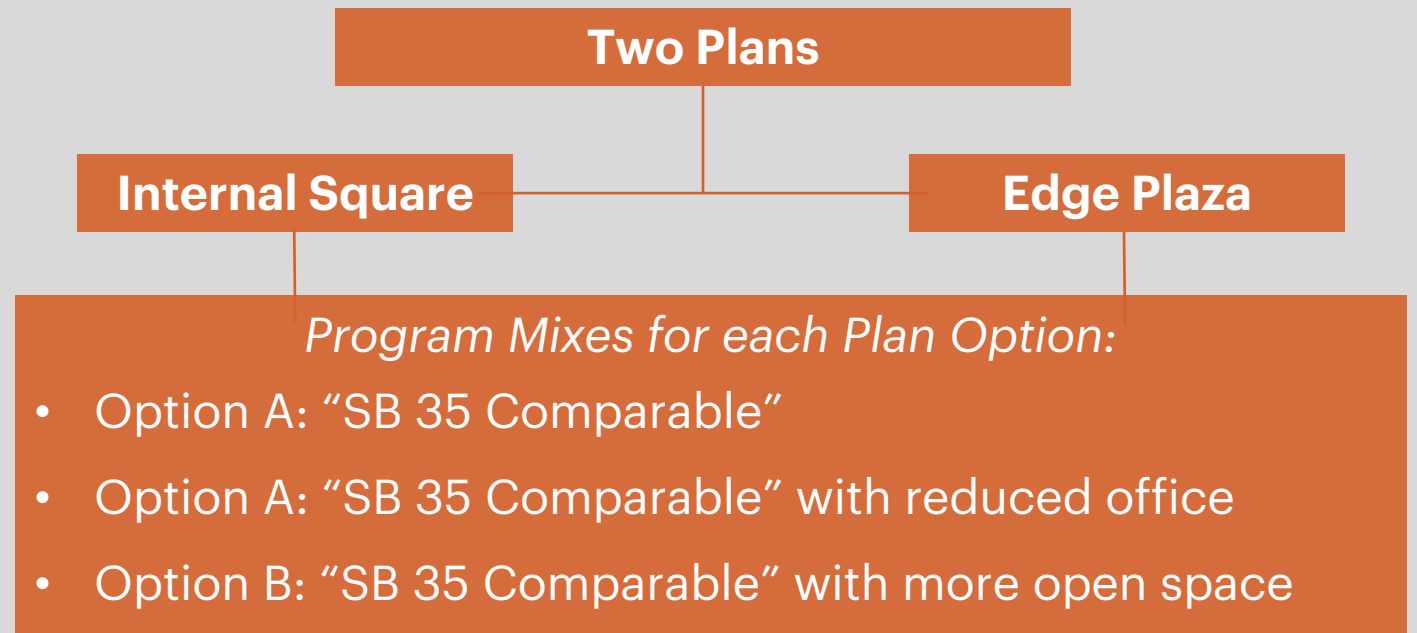 Two Plans
Internal Square
Edge Plaza
Program Mixes for each Plan Option:
• Option A: “SB 35 Comparable”
• Option A: “SB 35 Comparable” with reduced office
• Option B: “SB 35 Comparable” with more open space